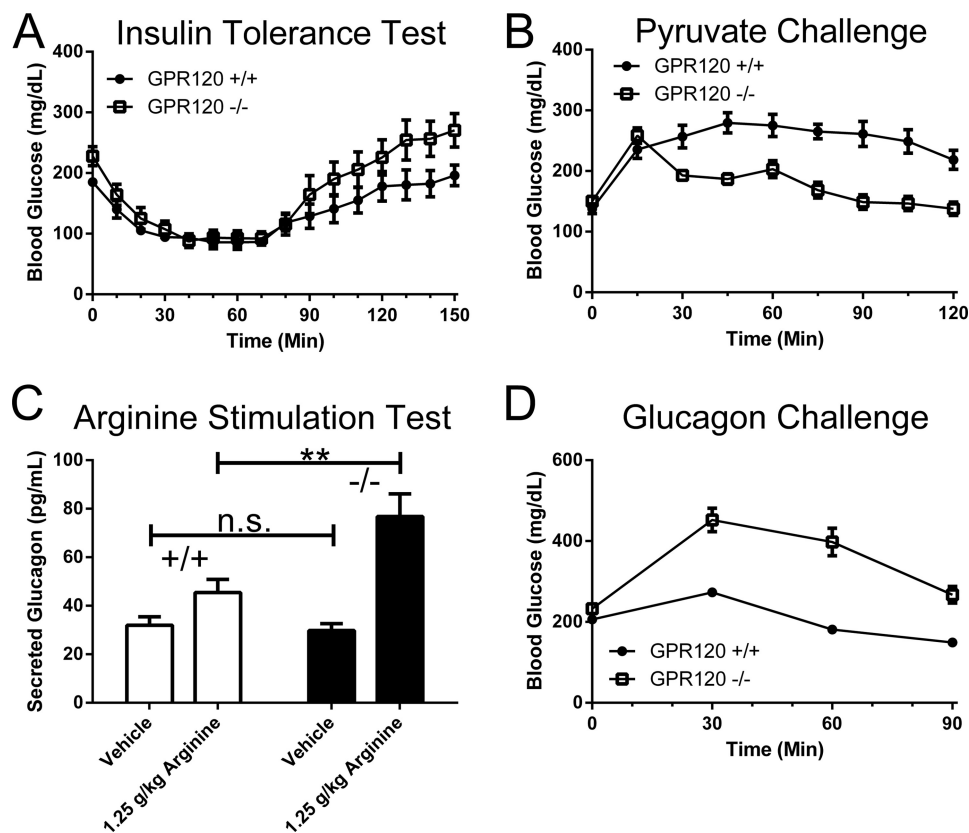 A
Insulin Tolerance Test
GPR120 +/+
GPR120 -/-
Blood Glucose (mg/dL)
400
300
200
100
0
0 30 60 90 120 150
Time (Min)
B
Pyruvate Challenge
GPR120 +/+
GPR120 -/-
Blood Glucose (mg/dL)
400
300
200
100
0
0 30 60 90 120
Time (Min)
C
Arginine Stimulation Test
Secreted Glucagon (pg/mL)
100
80
60
40
20
0
**
-/-
n.s.
+/+
Vehicle
1.25 g/kg Arginine
Vehicle
1.25 g/kg Arginine
D
Glucagon Challenge
Blood Glucose (mg/dL)
600
400
200
0
GPR120 +/+
GPR120 -/-
0 30 60 90
Time (Min)